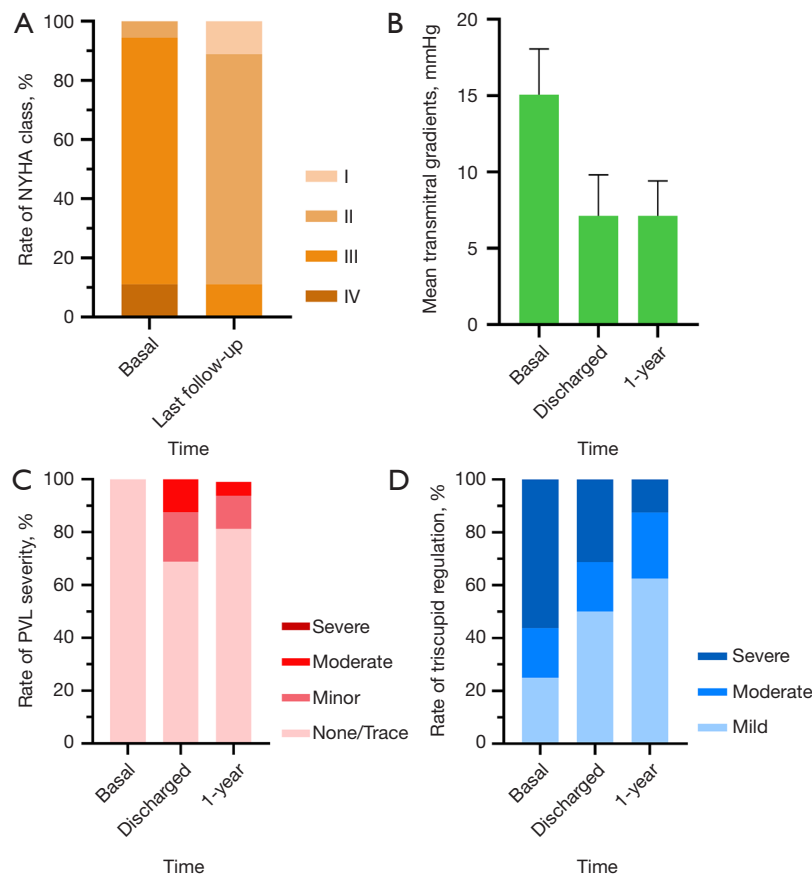 A
Rate of NYHA class, %
100
80
60
40
20
0
Basal
Last follow-up
Time
I
II
III
IV
B
Mean transmitral gradients, mmHg
20
15
10
5
0
Basal
Discharged
1-year
Time
C
Rate of PVL severity, %
100
80
60
40
20
0
Basal
Discharged
1-year
Time
Severe
Moderate
Minor
None/Trace
D
Rate of triscupid regulation, %
100
80
60
40
20
0
Basal
Discharged
1-year
Time
Severe
Moderate
Mild